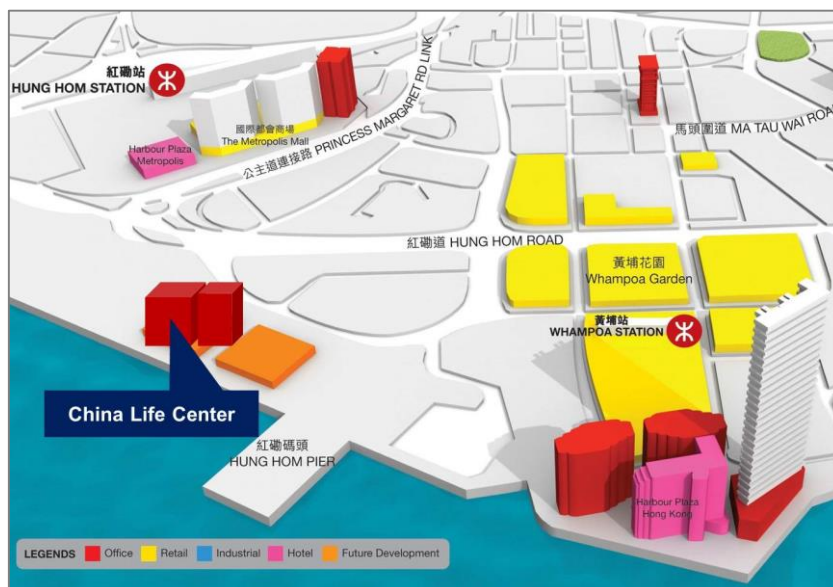 紅磡站
HUNG HOM STATION
國際都會商場
The Metropolis Mall
Harbour Plaza
Metropolis
公主道連接路 PRINCESS MARGARET RD LINK
馬頭圍道 MA TAU WAI ROAD
紅磡道 HUNG HOM ROAD
黃埔花園
Whampoa Garden
黃埔站
WHAMPOA STATION
China Life Center
紅磡碼頭
HUNG HOM PIER
Harbour Plaza
Hong Kong
LEGENDS Office Retail Industrial Hotel Future Development